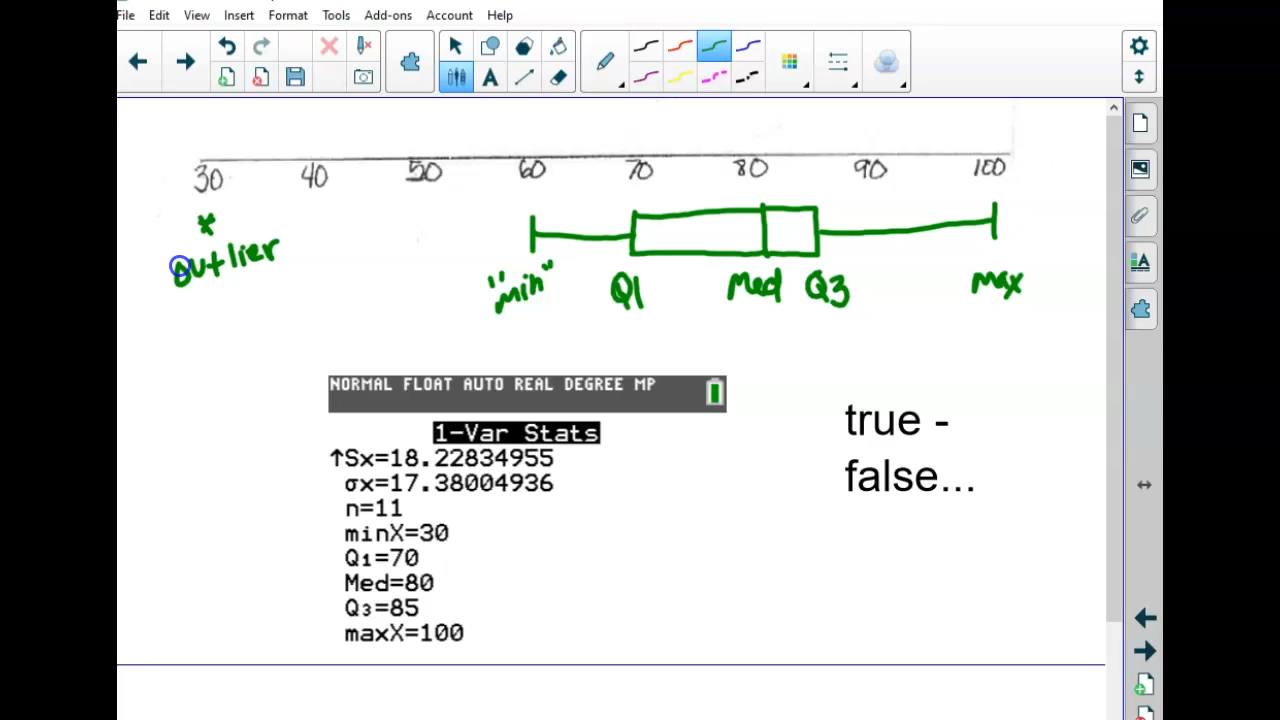 File Edit View Insert Format Tools Add-ons Account Help
A
30 40 50 60 70 80 90 100
*
outlier
"min" Q1 Med Q3 max
NORMAL FLOAT AUTO REAL DEGREE MP
1-Var Stats
↑Sx=18.22834955
σx=17.38004936
n=11
minX=30
Q1=70
Med=80
Q3=85
maxX=100
true -
false...